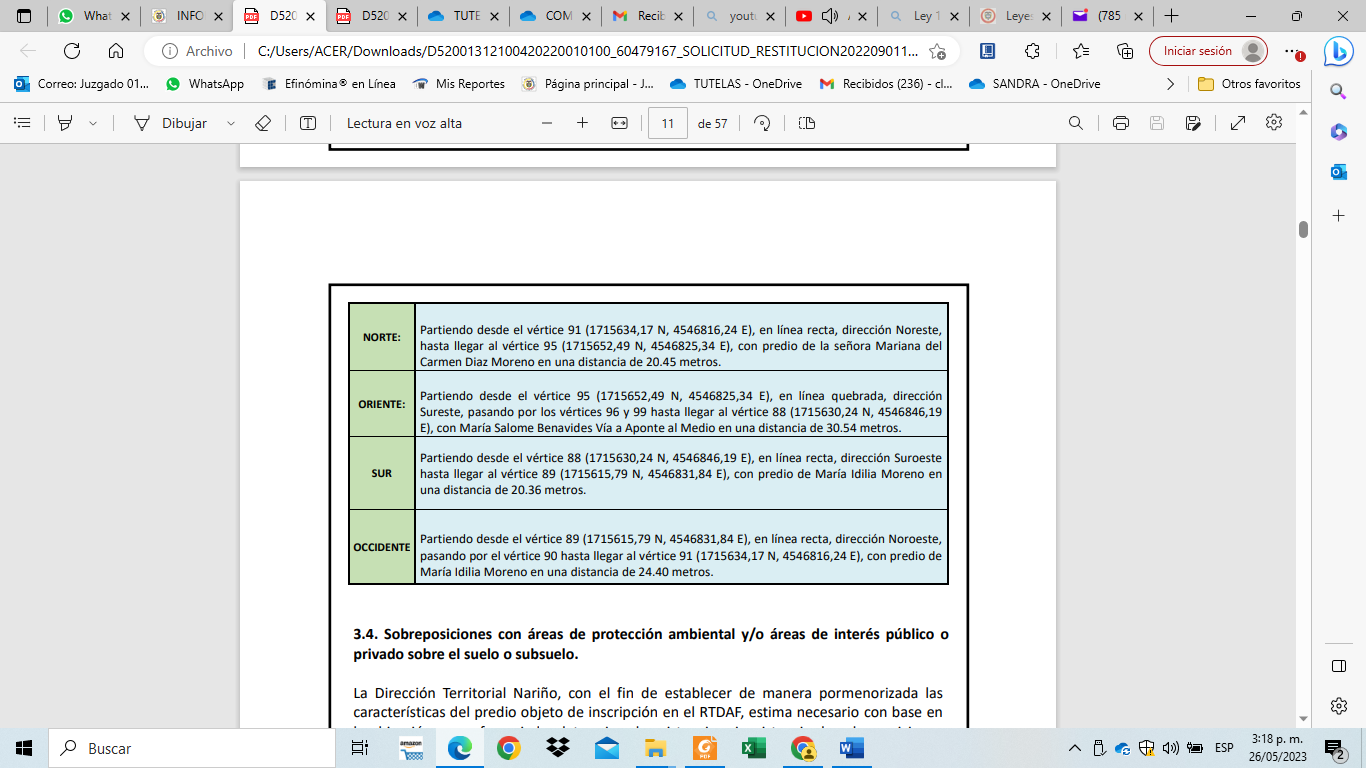 What
INFO
D520
D520
TUTE
COM
Recib
yout
Ley 1
Leyes
(785
Archivo
C:/Users/ACER/Downloads/D52001312100420220010100_60479167_SOLICITUD_RESTITUCION202209011...
Iniciar sesión
Correo: Juzgado 01...
WhatsApp
Efinómina® en Línea
Mis Reportes
Página principal - J...
TUTELAS - OneDrive
Recibidos (236) - cl...
SANDRA - OneDrive
Otros favoritos
Dibujar
Lectura en voz alta
11
de 57
NORTE:
Partiendo desde el vértice 91 (1715634,17 N, 4546816,24 E), en línea recta, dirección Noreste,
hasta llegar al vértice 95 (1715652,49 N, 4546825,34 E), con predio de la señora Mariana del
Carmen Diaz Moreno en una distancia de 20.45 metros.
ORIENTE:
Partiendo desde el vértice 95 (1715652,49 N, 4546825,34 E), en línea quebrada, dirección
Sureste, pasando por los vértices 96 y 99 hasta llegar al vértice 88 (1715630,24 N, 4546846,19
E), con María Salome Benavides Vía a Aponte al Medio en una distancia de 30.54 metros.
SUR
Partiendo desde el vértice 88 (1715630,24 N, 4546846,19 E), en línea recta, dirección Suroeste
hasta llegar al vértice 89 (1715615,79 N, 4546831,84 E), con predio de María Idilia Moreno en
una distancia de 20.36 metros.
OCCIDENTE
Partiendo desde el vértice 89 (1715615,79 N, 4546831,84 E), en línea recta, dirección Noroeste,
pasando por el vértice 90 hasta llegar al vértice 91 (1715634,17 N, 4546816,24 E), con predio de
María Idilia Moreno en una distancia de 24.40 metros.
3.4. Sobreposiciones con áreas de protección ambiental y/o áreas de interés público o
privado sobre el suelo o subsuelo.
La Dirección Territorial Nariño, con el fin de establecer de manera pormenorizada las
características del predio objeto de inscripción en el RTDAF, estima necesario con base en
Buscar
amazon
ESP
3:18 p. m.
26/05/2023
2